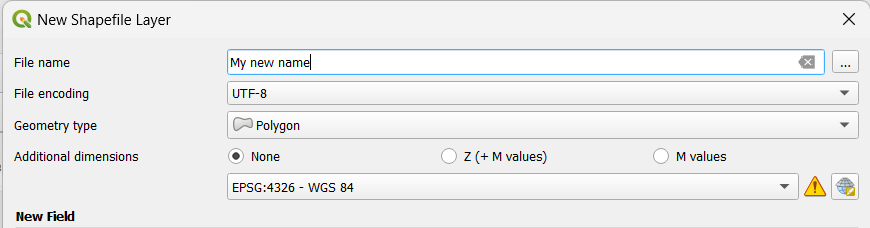 New Shapefile Layer
File name My new name ...
File encoding UTF-8
Geometry type Polygon
Additional dimensions None Z (+ M values) M values
EPSG:4326 - WGS 84
New Field